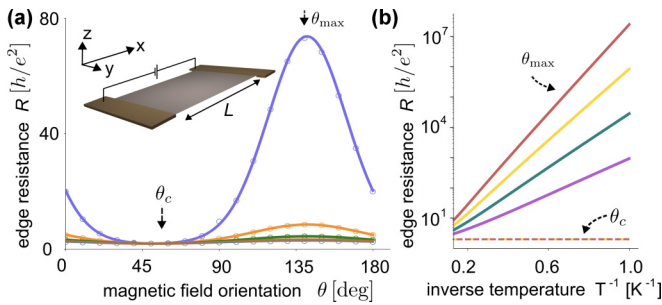 (a)
80
40
0
edge resistance R [h/e²]
z
x
y
L
θmax
θc
0 45 90 135 180
magnetic field orientation θ [deg]
(b)
10⁷
10⁴
10¹
edge resistance R [h/e²]
θmax
θc
0.2 0.6 1.0
inverse temperature T⁻¹ [K⁻¹]